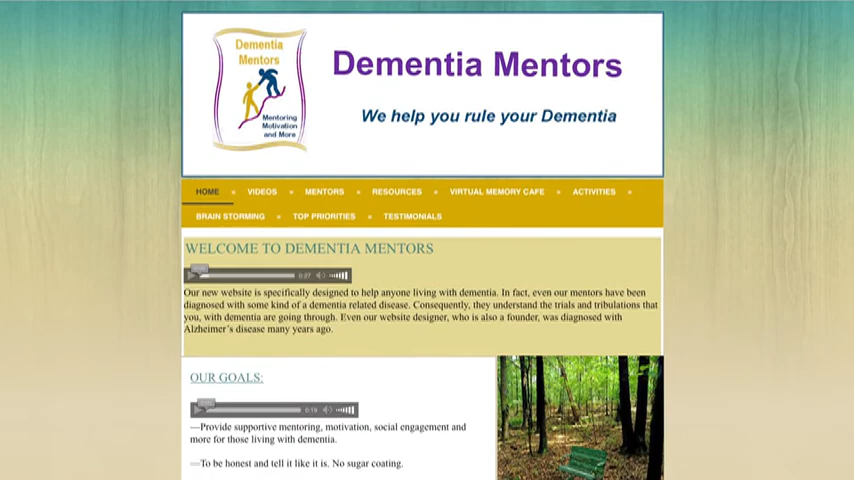 Dementia
Mentors
Mentoring
Motivation
and More
Dementia Mentors
We help you rule your Dementia
HOME VIDEOS MENTORS RESOURCES VIRTUAL MEMORY CAFE ACTIVITIES
BRAIN STORMING TOP PRIORITIES TESTIMONIALS
WELCOME TO DEMENTIA MENTORS
0:27
Our new website is specifically designed to help anyone living with dementia. In fact, even our mentors have been
diagnosed with some kind of a dementia related disease. Consequently, they understand the trials and tribulations that
you, with dementia are going through. Even our website designer, who is also a founder, was diagnosed with
Alzheimer's disease many years ago.
OUR GOALS:
0:19
—Provide supportive mentoring, motivation, social engagement and
more for those living with dementia.
—To be honest and tell it like it is. No sugar coating.